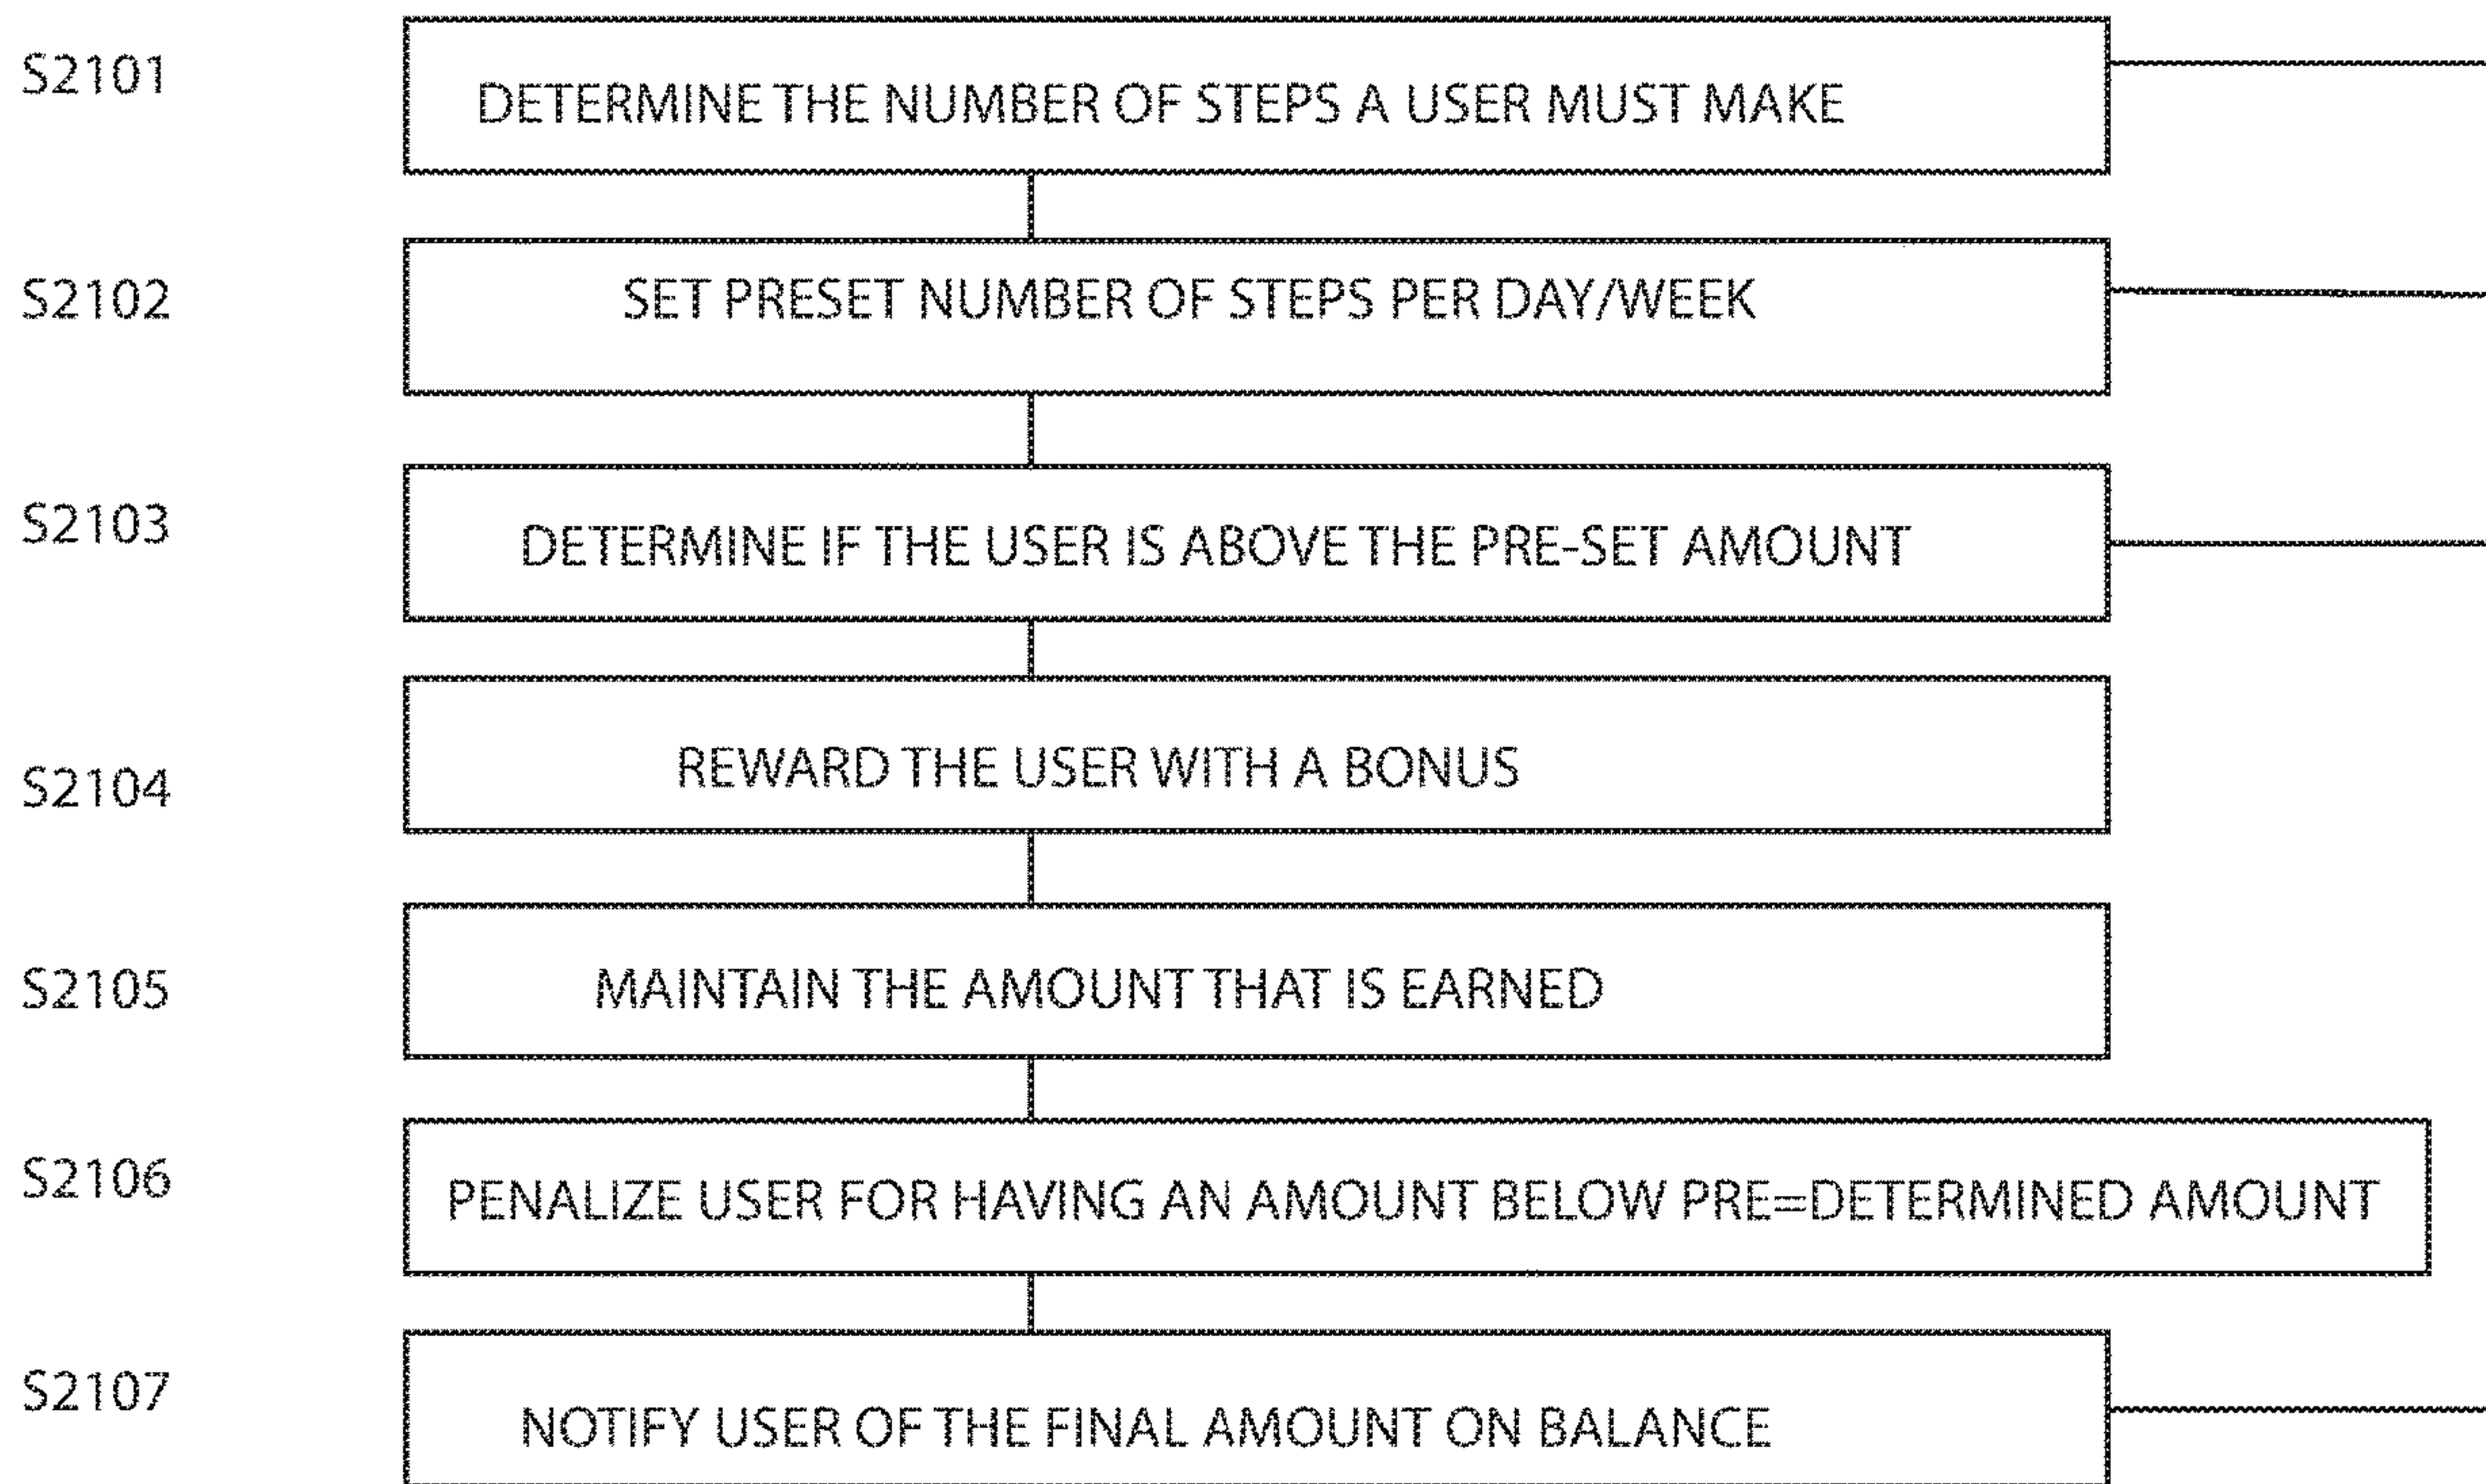 S2101
DETERMINE THE NUMBER OF STEPS A USER MUST MAKE
S2102
SET PRESET NUMBER OF STEPS PER DAY/WEEK
S2103
DETERMINE IF THE USER IS ABOVE THE PRE-SET AMOUNT
S2104
REWARD THE USER WITH A BONUS
S2105
MAINTAIN THE AMOUNT THAT IS EARNED
S2106
PENALIZE USER FOR HAVING AN AMOUNT BELOW PRE=DETERMINED AMOUNT
S2107
NOTIFY USER OF THE FINAL AMOUNT ON BALANCE